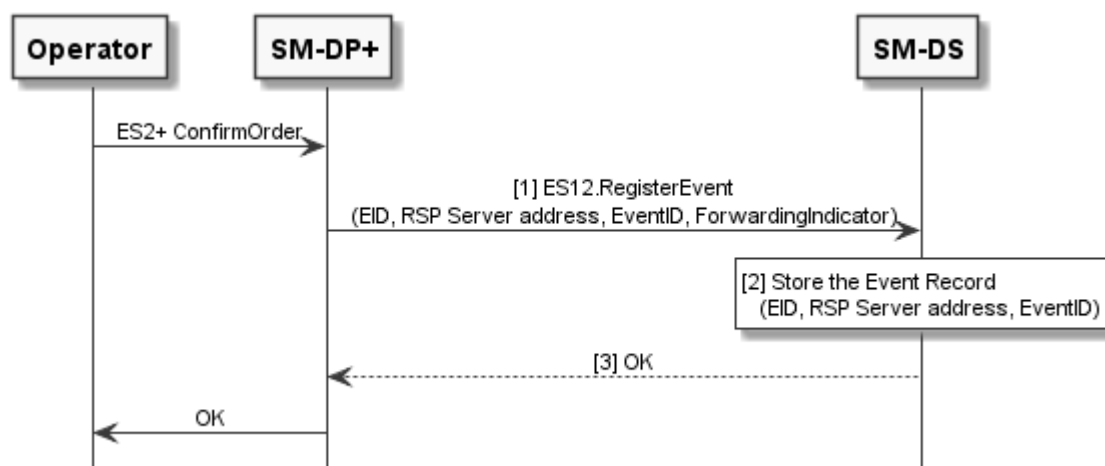 Operator
SM-DP+
SM-DS
ES2+ ConfirmOrder
[1] ES12.RegisterEvent
(EID, RSP Server address, EventID, ForwardingIndicator)
[2] Store the Event Record
(EID, RSP Server address, EventID)
[3] OK
OK